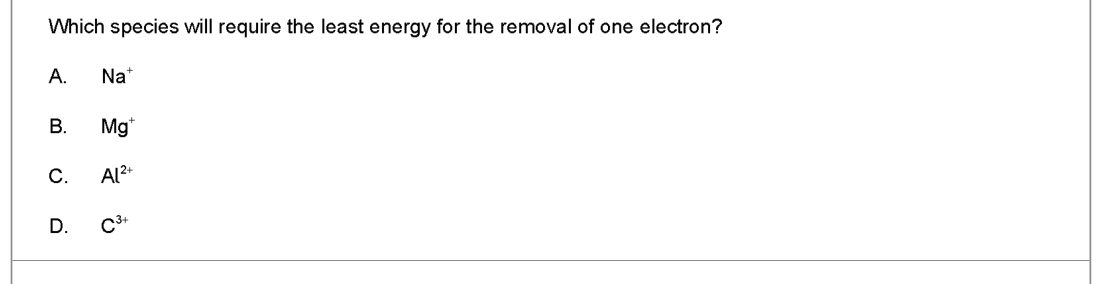 Which species will require the least energy for the removal of one electron?
A. Na⁺
B. Mg⁺
C. Al²⁺
D. C³⁺